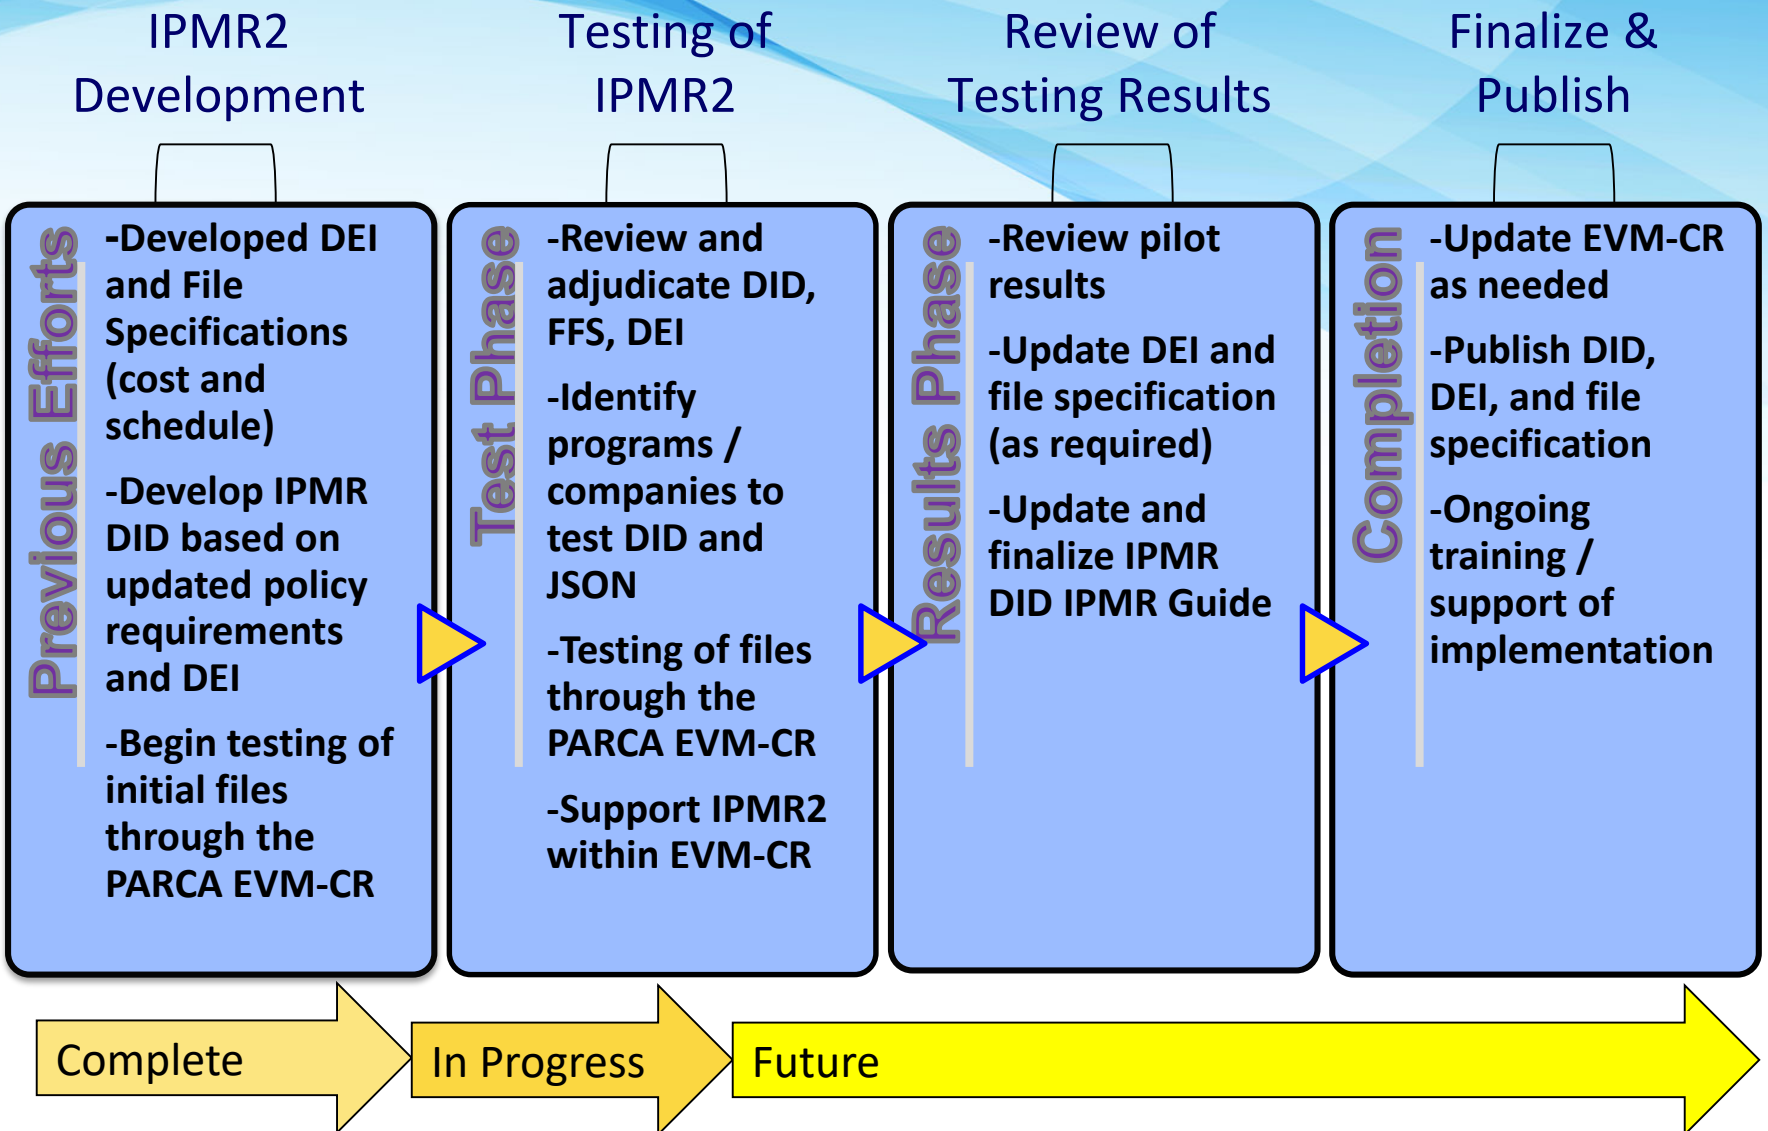 IPMR2
Development
Testing of
IPMR2
Review of
Testing Results
Finalize &
Publish
Previous Efforts
-Developed DEI
and File
Specifications
(cost and
schedule)
-Develop IPMR
DID based on
updated policy
requirements
and DEI
-Begin testing of
initial files
through the
PARCA EVM-CR
Test Phase
-Review and
adjudicate DID,
FFS, DEI
-Identify
programs /
companies to
test DID and
JSON
-Testing of files
through the
PARCA EVM-CR
-Support IPMR2
within EVM-CR
Results Phase
-Review pilot
results
-Update DEI and
file specification
(as required)
-Update and
finalize IPMR
DID IPMR Guide
Completion
-Update EVM-CR
as needed
-Publish DID,
DEI, and file
specification
-Ongoing
training /
support of
implementation
Complete
In Progress
Future